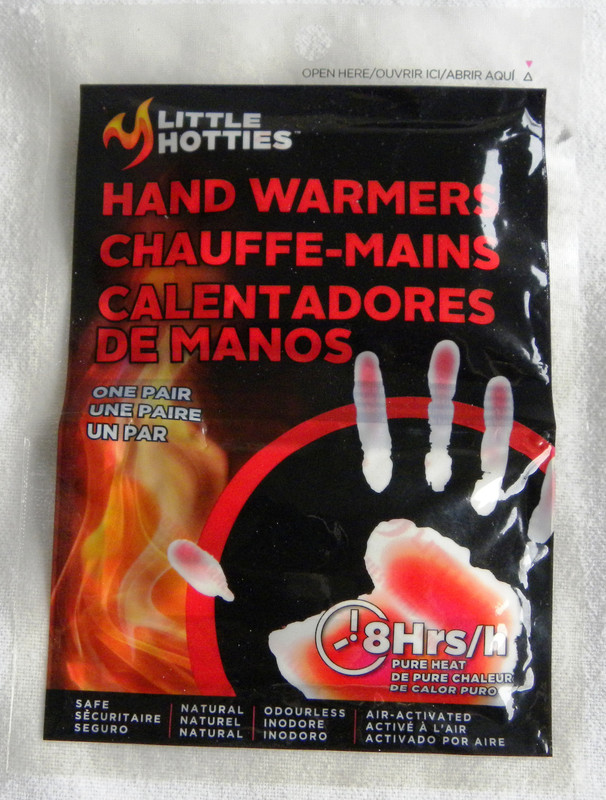 OPEN HERE/OUVRIR ICI/ABRIR AQUÍ
LITTLE
HOTTIES™
HAND WARMERS
CHAUFFE-MAINS
CALENTADORES
DE MANOS
ONE PAIR
UNE PAIRE
UN PAR
8Hrs/h
PURE HEAT
DE PURE CHALEUR
DE CALOR PURO
SAFE
SÉCURITAIRE
SEGURO
NATURAL
NATUREL
NATURAL
ODOURLESS
INODORE
INODORO
AIR-ACTIVATED
ACTIVÉ À L'AIR
ACTIVADO POR AIRE